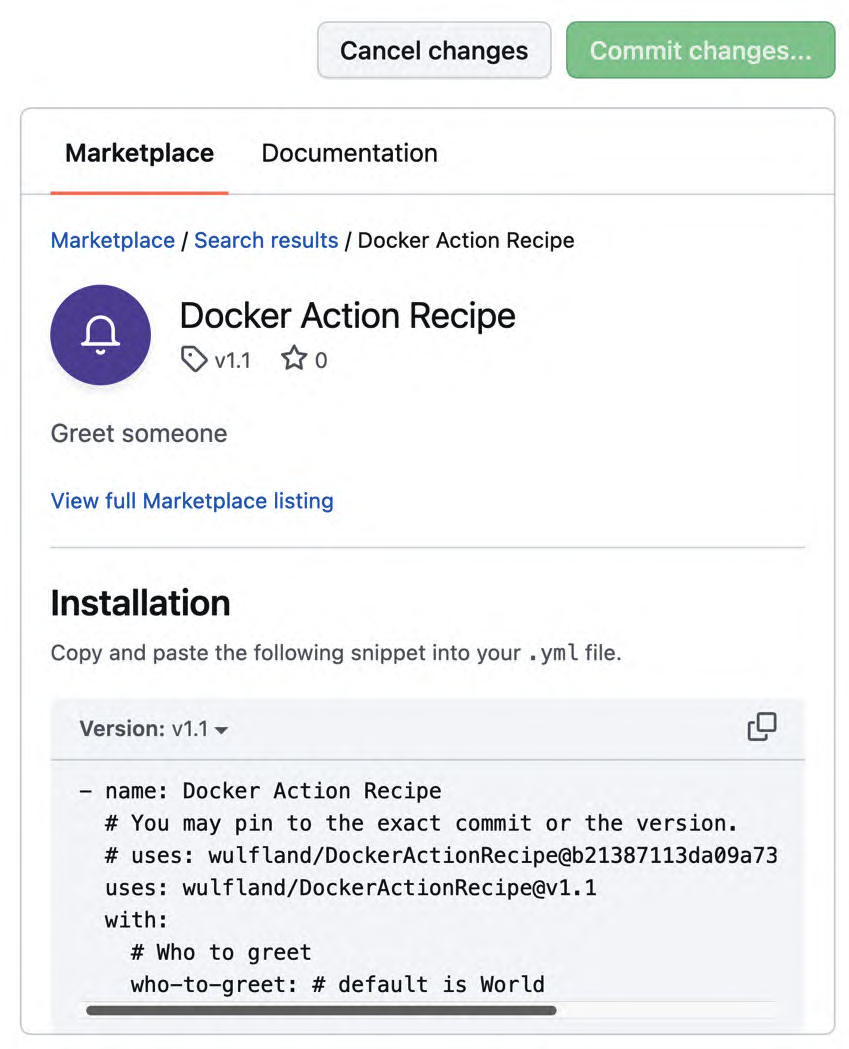 Cancel changes
Commit changes...
Marketplace
Documentation
Marketplace / Search results / Docker Action Recipe
Docker Action Recipe
v1.1 0
Greet someone
View full Marketplace listing
Installation
Copy and paste the following snippet into your .yml file.
Version: v1.1
- name: Docker Action Recipe
# You may pin to the exact commit or the version.
# uses: wulfland/DockerActionRecipe@b21387113da09a73
uses: wulfland/DockerActionRecipe@v1.1
with:
# Who to greet
who-to-greet: # default is World